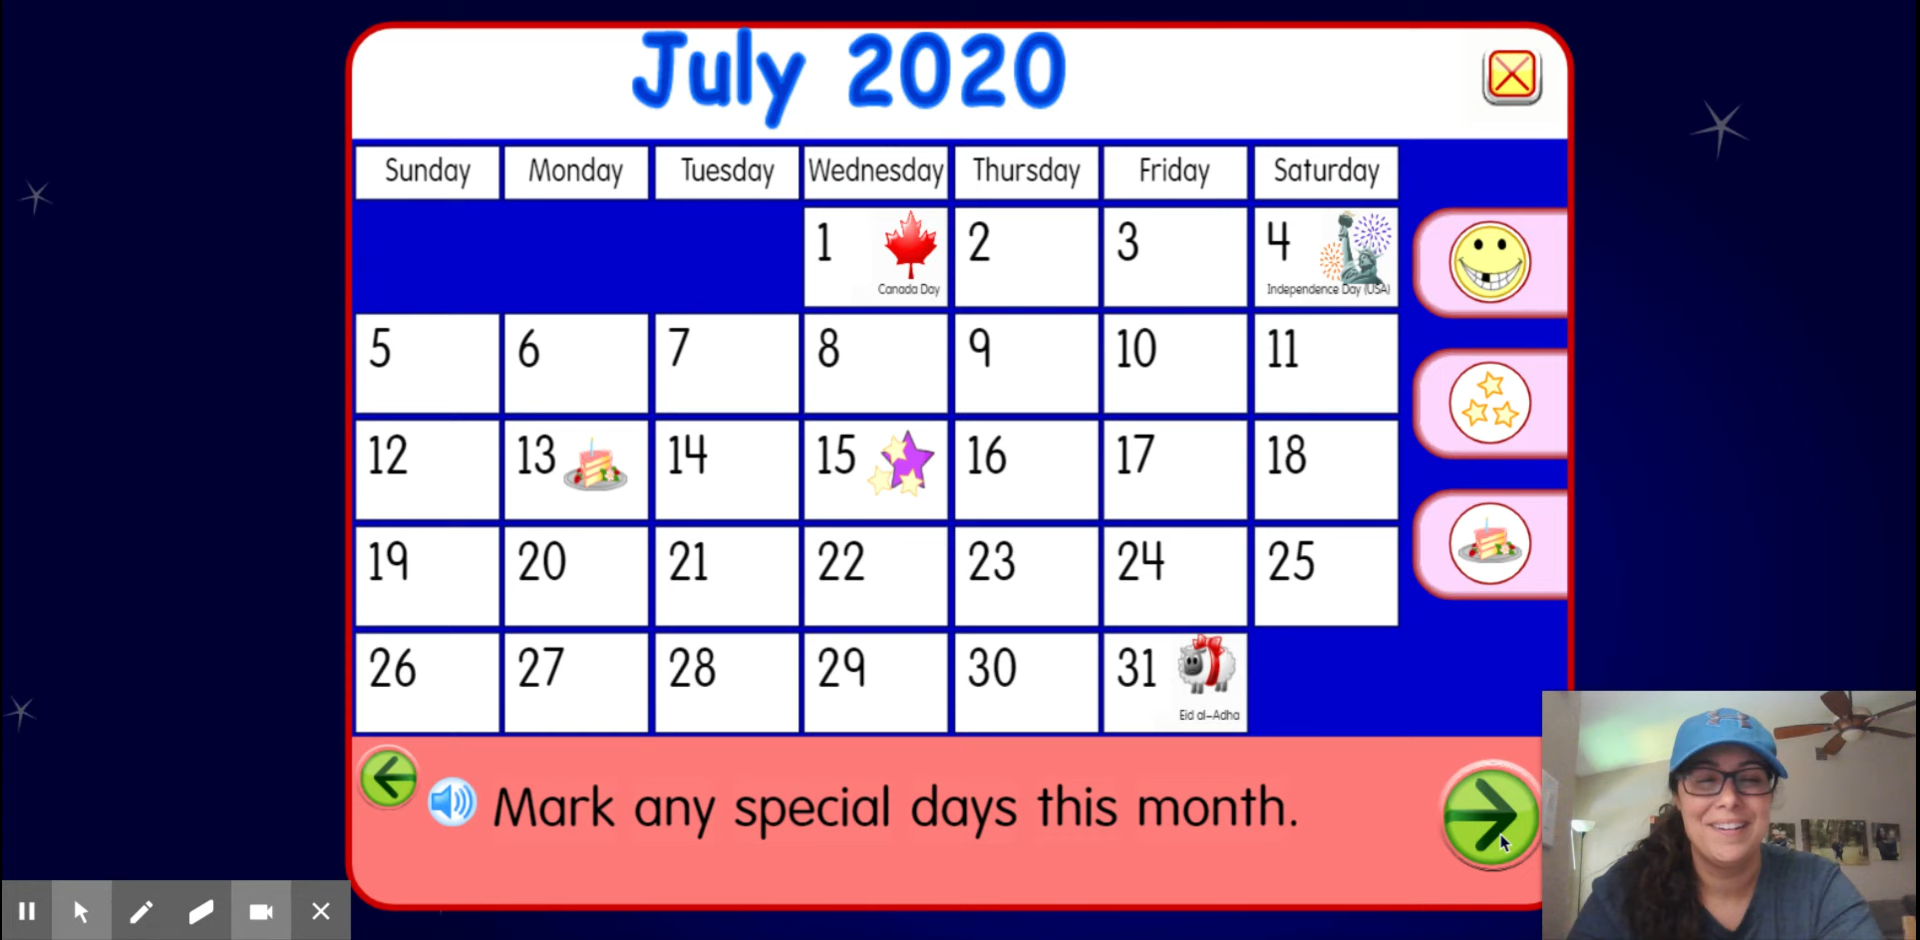 July 2020
Sunday Monday Tuesday Wednesday Thursday Friday Saturday
1 2 3 4
Canada Day Independence Day (USA)
5 6 7 8 9 10 11
12 13 14 15 16 17 18
19 20 21 22 23 24 25
26 27 28 29 30 31
Eid al-Adha
Mark any special days this month.